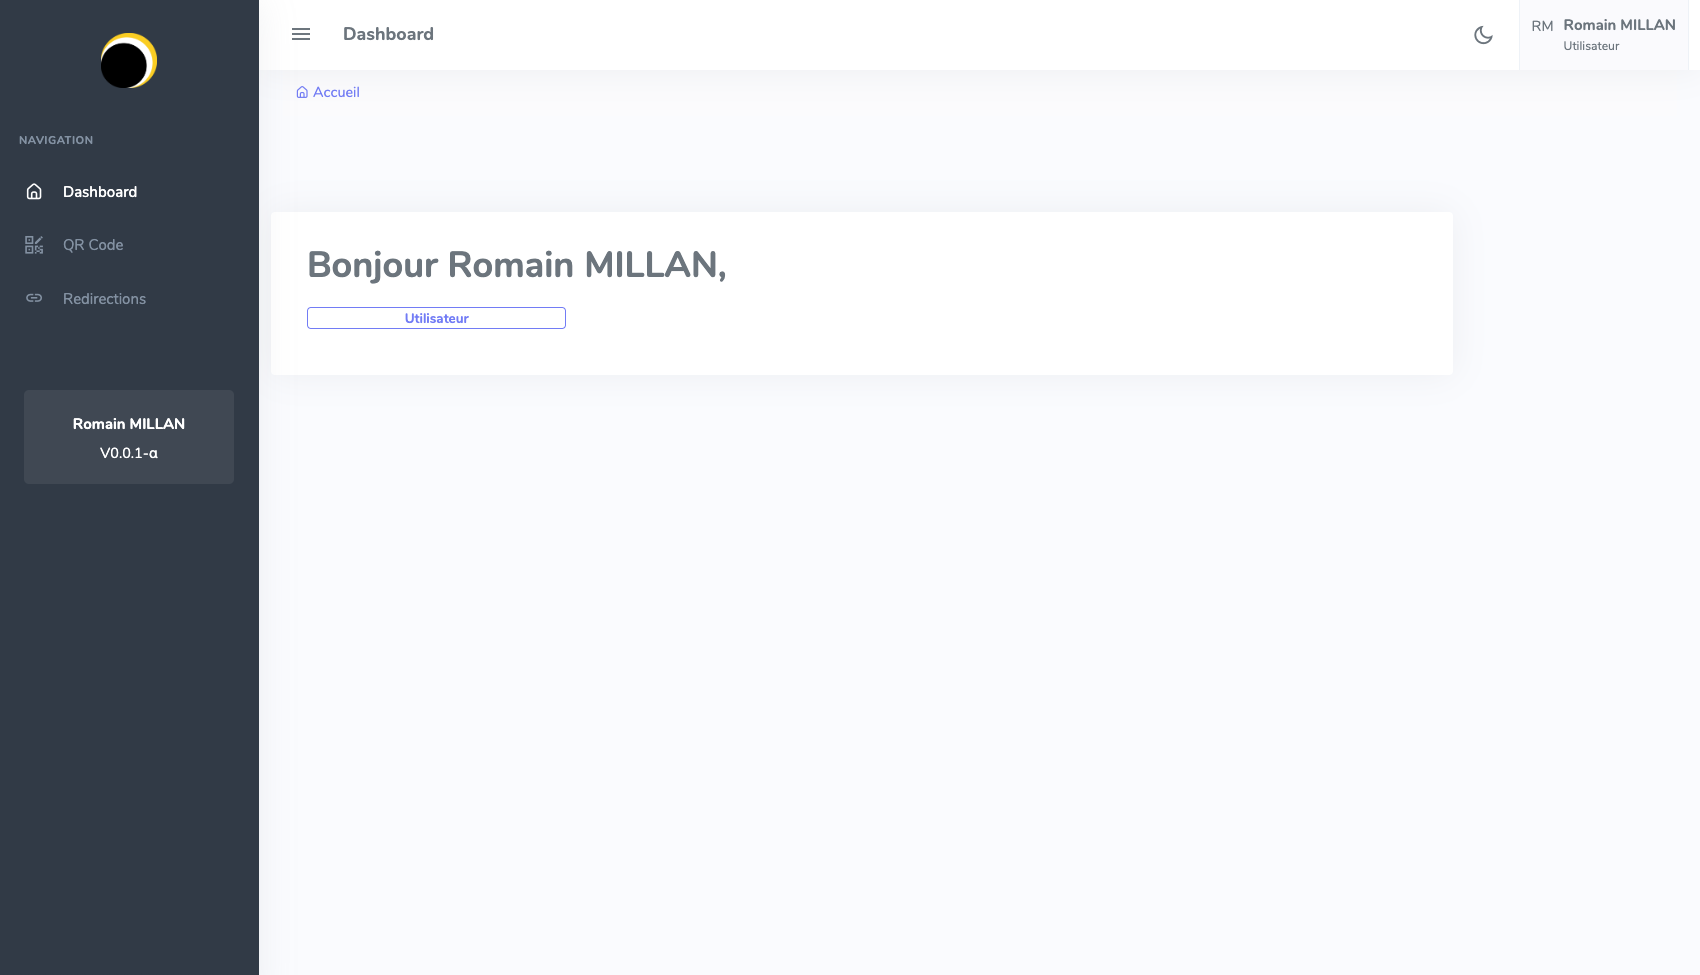 NAVIGATION
Dashboard
QR Code
Redirections
Romain MILLAN
V0.0.1-α
Dashboard
RM
Romain MILLAN
Utilisateur
Accueil
Bonjour Romain MILLAN,
Utilisateur